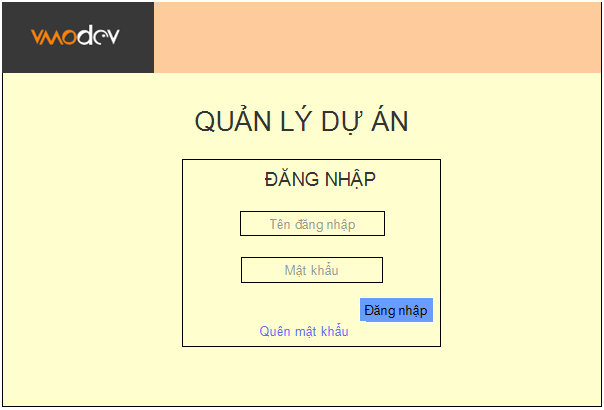 vmodev
QUẢN LÝ DỰ ÁN
ĐĂNG NHẬP
Tên đăng nhập
Mật khẩu
Đăng nhập
Quên mật khẩu